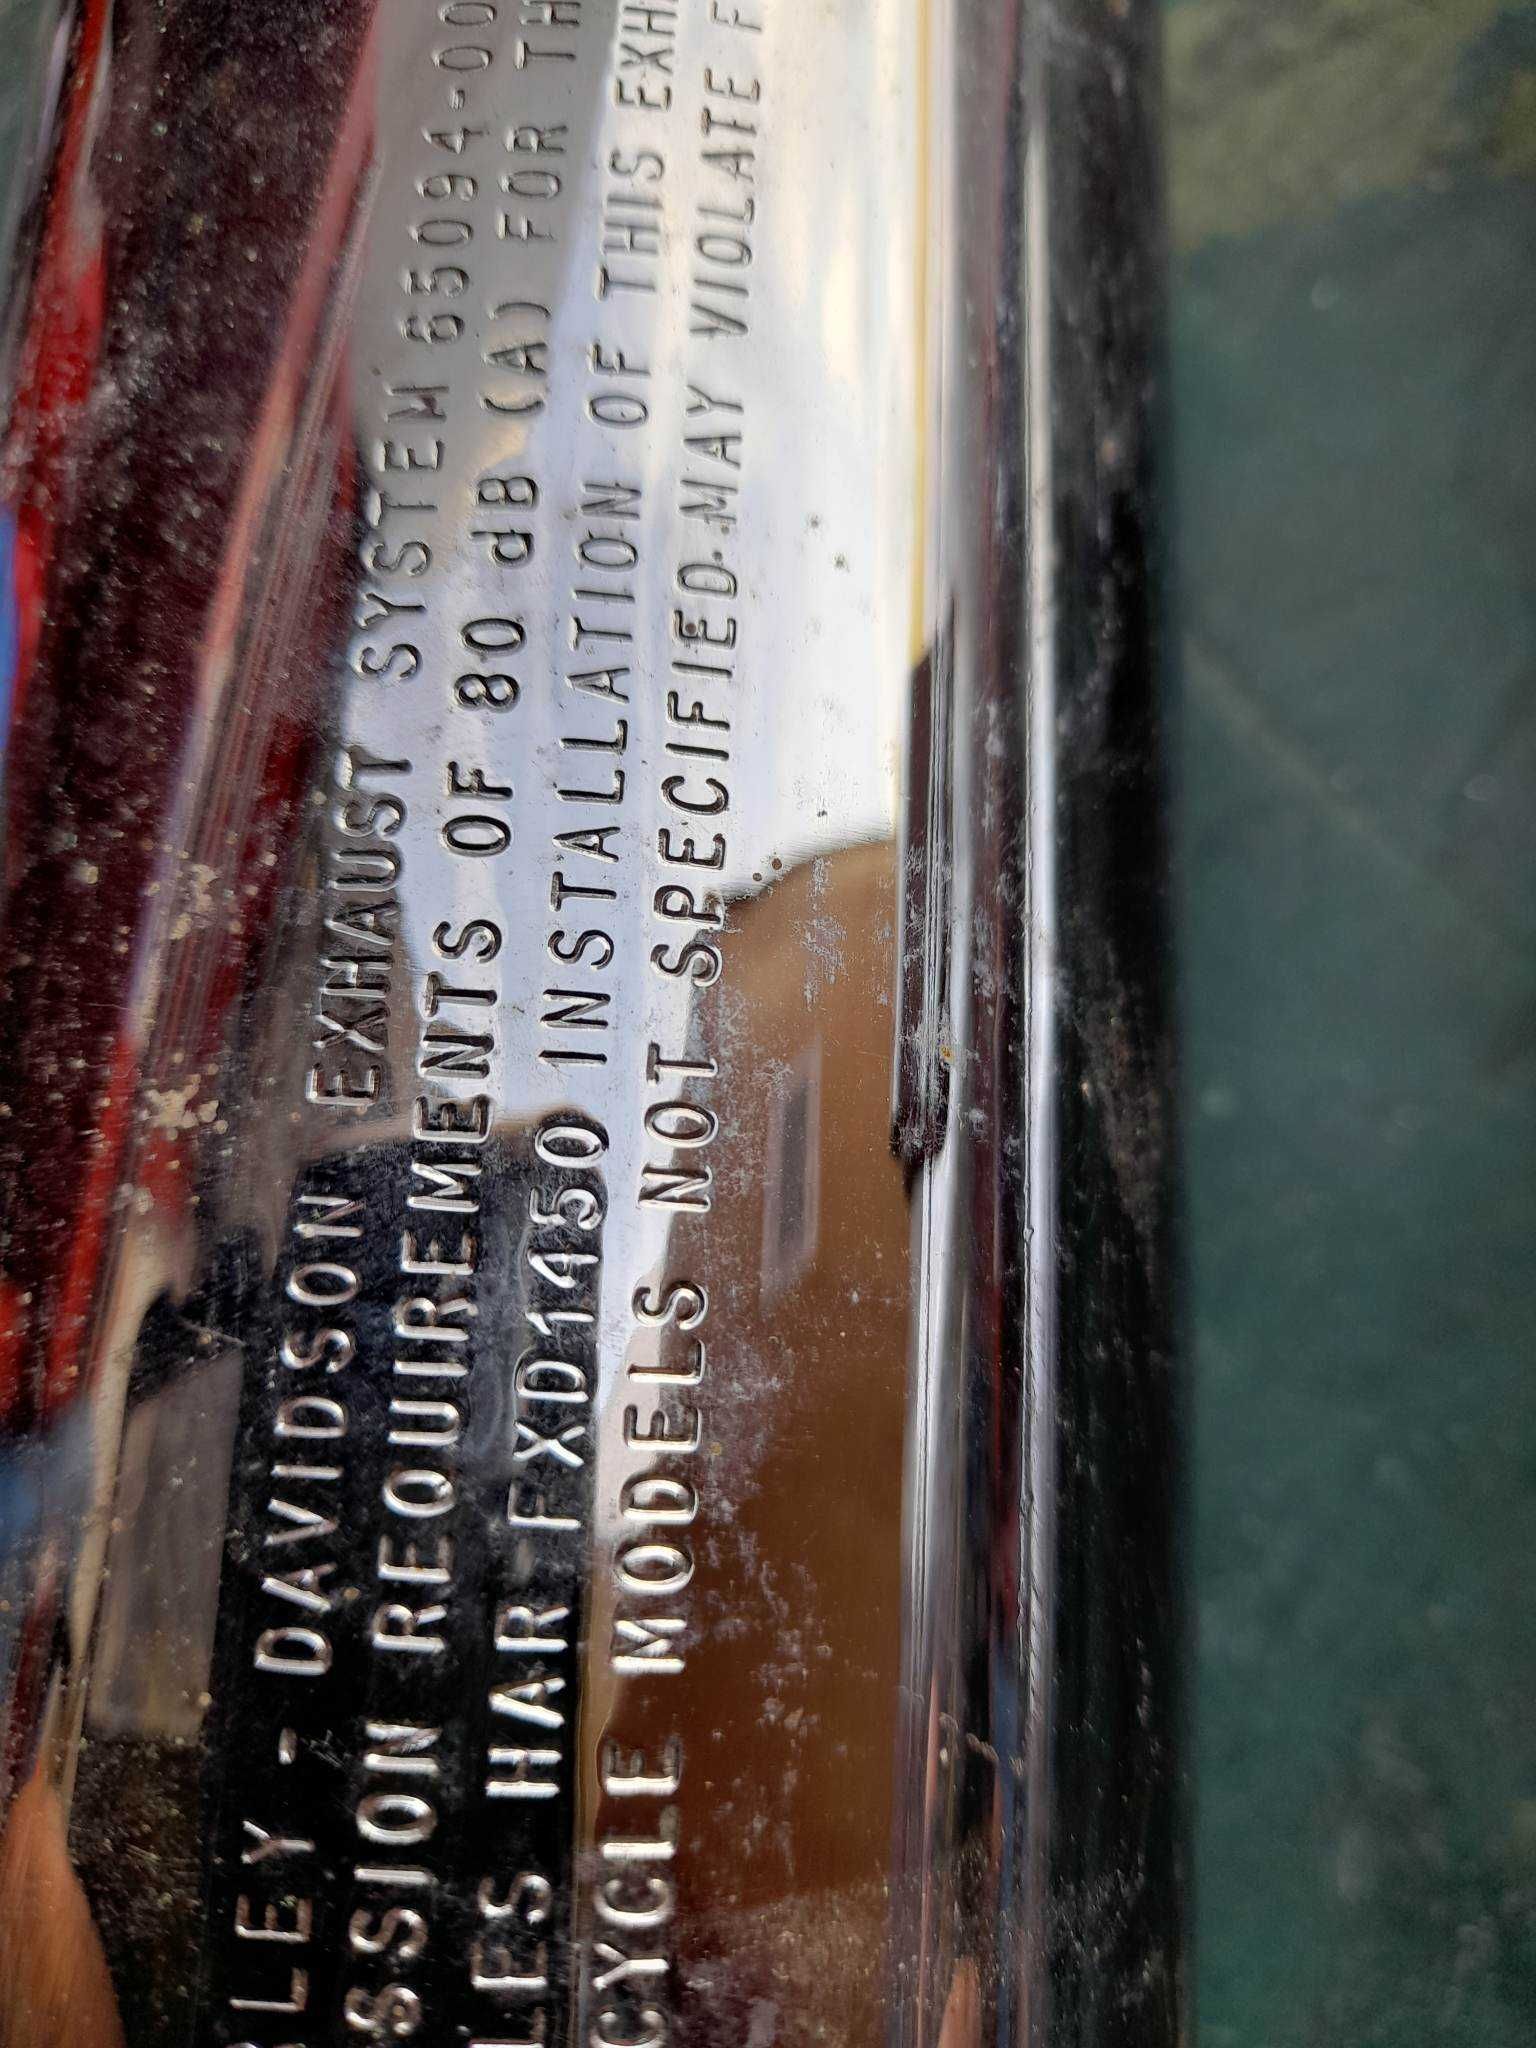 RLEY - DAVIDSON EXHAUST SYSTEM 65094-00
SSION REQUIREMENTS OF 80 dB (A) FOR TH
LES HAR FXD1450 INSTALLATION OF THIS EXH
CYCLE MODELS NOT SPECIFIED MAY VIOLATE F